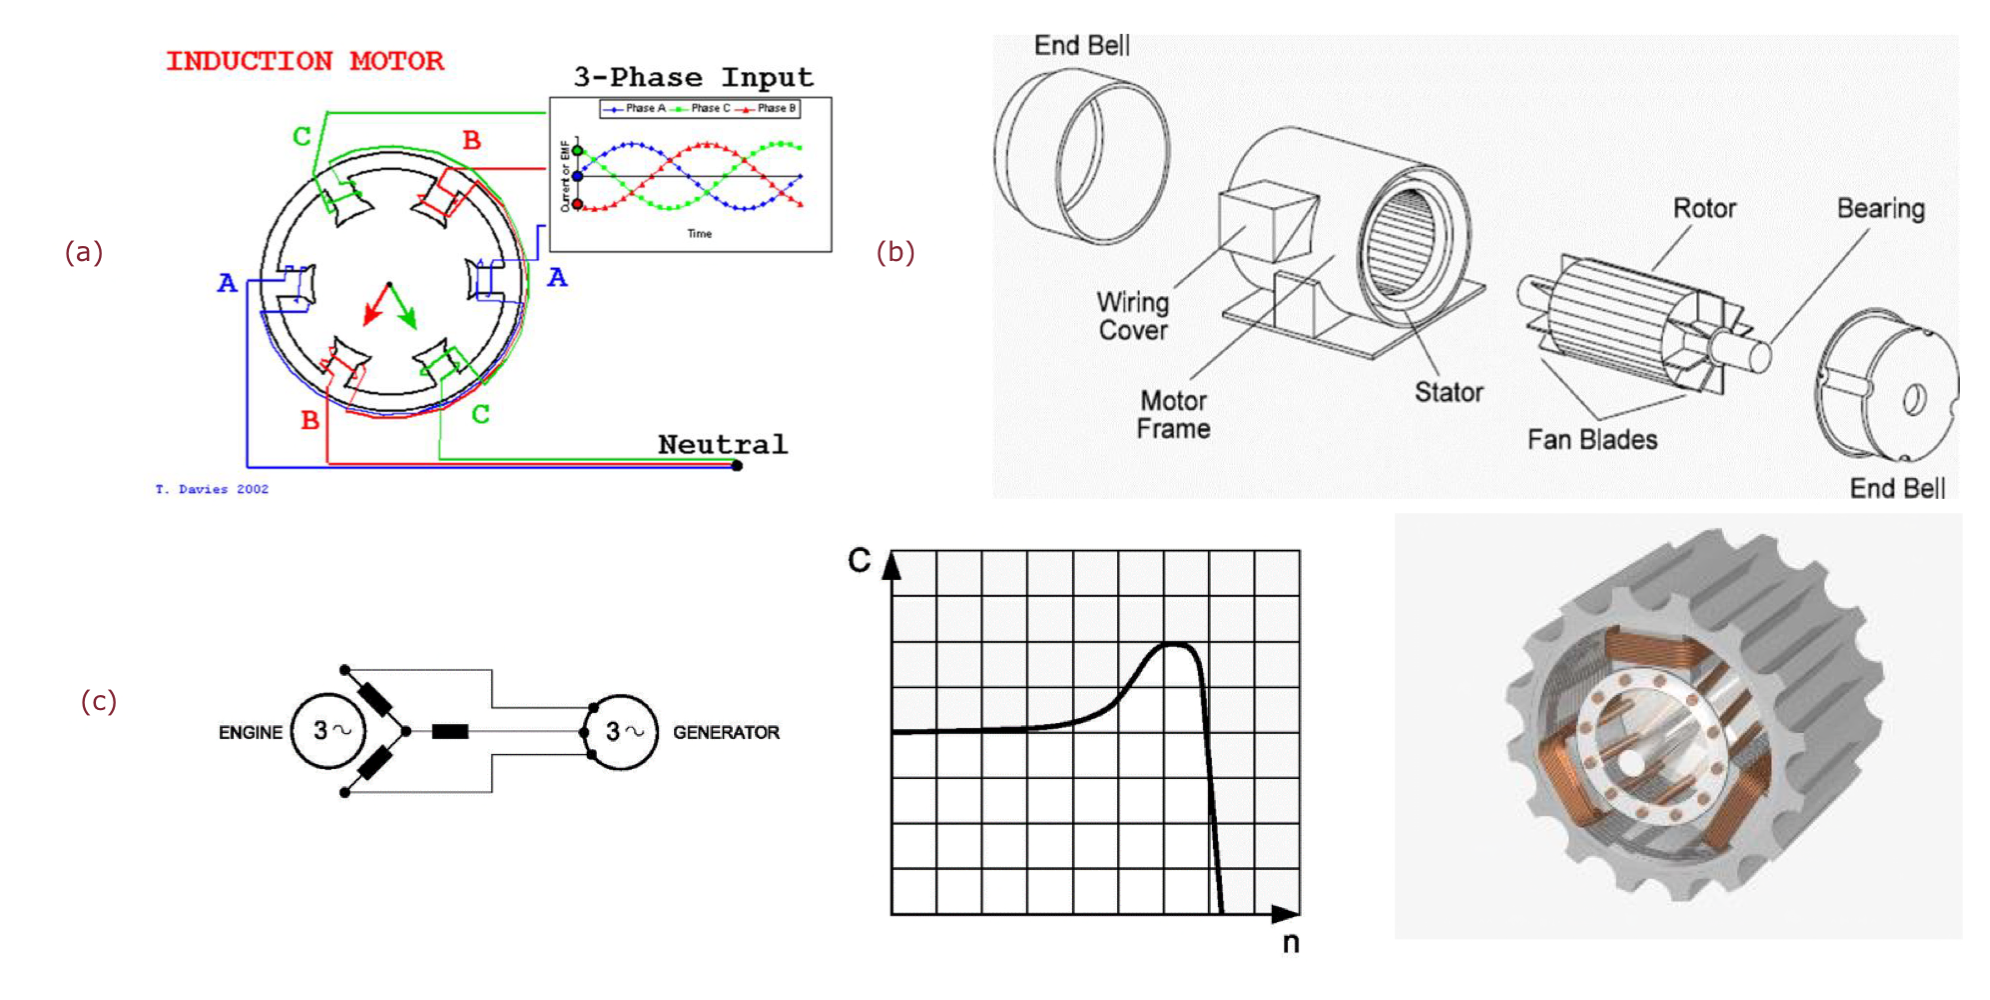 INDUCTION MOTOR
3-Phase Input
Phase A Phase C Phase B
Current or EMF
Time
C
B
A
A
B
C
Neutral
T. Davies 2002
(a)
(b)
End Bell
Rotor
Bearing
Wiring
Cover
Motor
Frame
Stator
Fan Blades
End Bell
(c)
ENGINE
3~
3~
GENERATOR
C
n